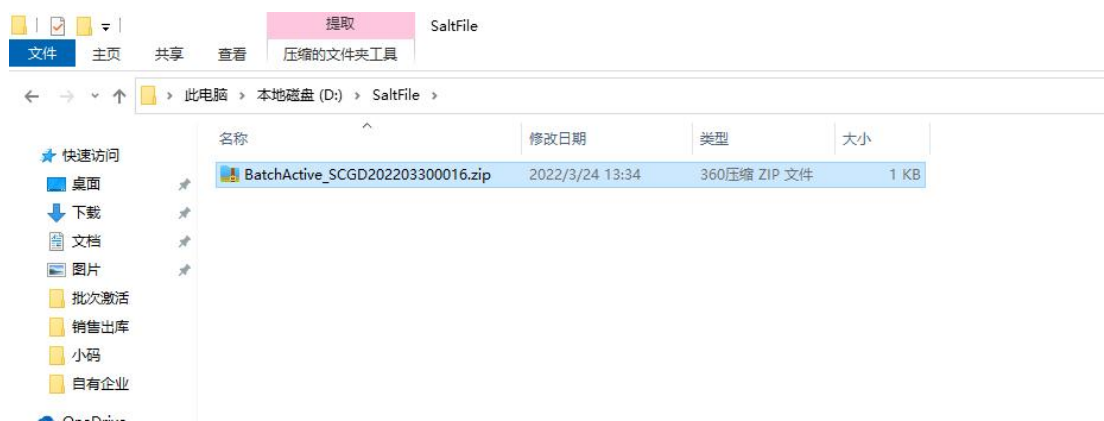 提取 SaltFile
文件 主页 共享 查看 压缩的文件夹工具
此电脑 › 本地磁盘 (D:) › SaltFile ›
名称 修改日期 类型 大小
快速访问
BatchActive_SCGD202203300016.zip 2022/3/24 13:34 360压缩 ZIP 文件 1 KB
桌面
下载
文档
图片
批次激活
销售出库
小码
自有企业
OneDrive